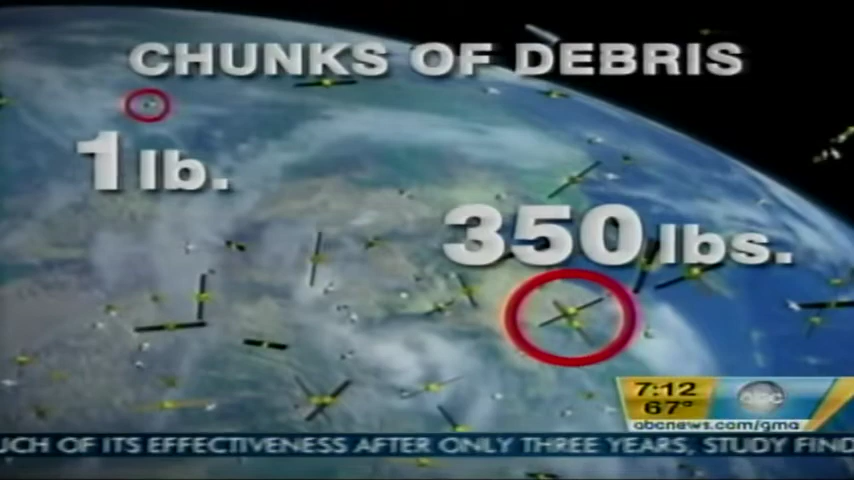 CHUNKS OF DEBRIS
1 lb.
350 lbs.
7:12
67°
abc
abcnews.com/gma
UCH OF ITS EFFECTIVENESS AFTER ONLY THREE YEARS, STUDY FIND